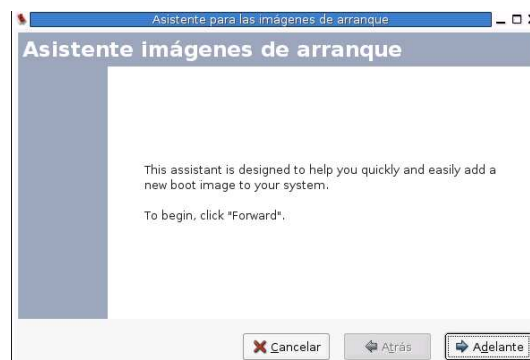 Asistente para las imágenes de arranque
Asistente imágenes de arranque
This assistant is designed to help you quickly and easily add a
new boot image to your system.
To begin, click "Forward".
Cancelar
Atrás
Adelante